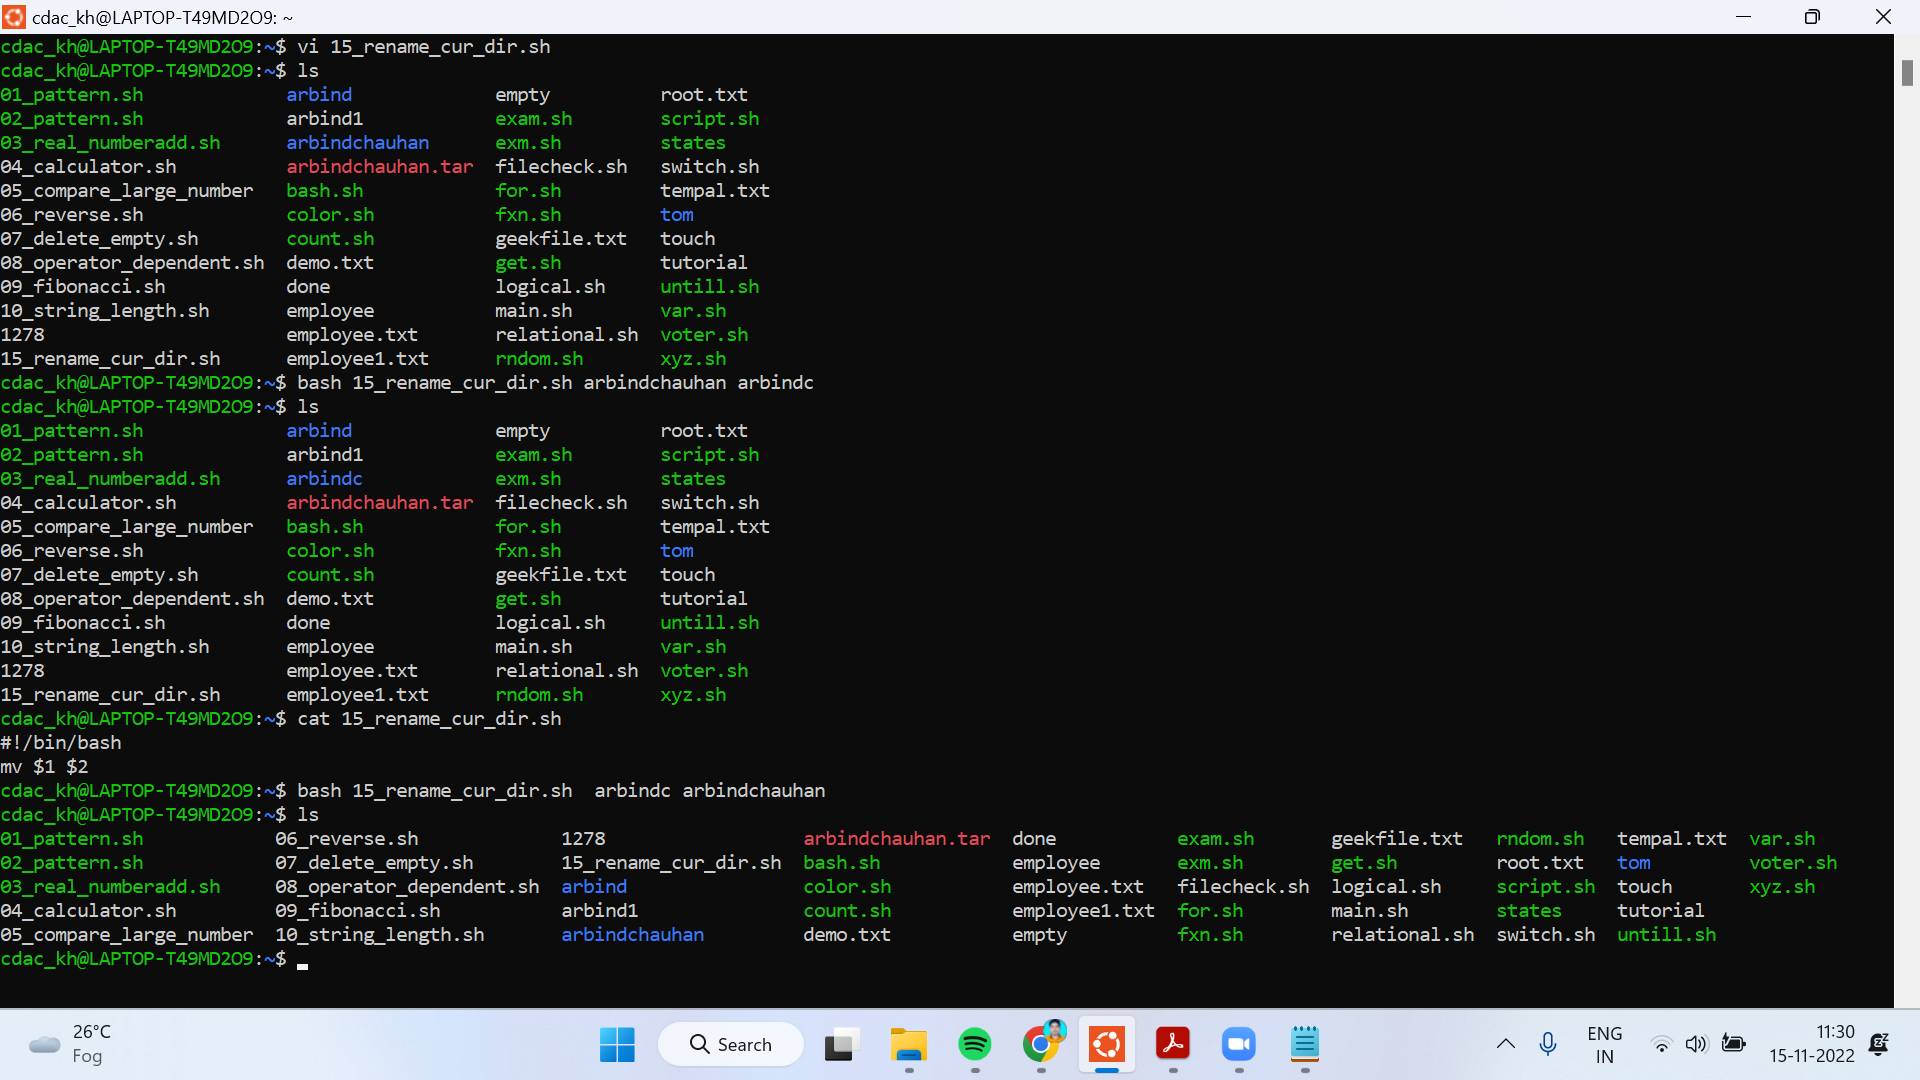 cdac_kh@LAPTOP-T49MD2O9: ~
cdac_kh@LAPTOP-T49MD2O9:~$ vi 15_rename_cur_dir.sh
cdac_kh@LAPTOP-T49MD2O9:~$ ls
01_pattern.sh arbind empty root.txt
02_pattern.sh arbind1 exam.sh script.sh
03_real_numberadd.sh arbindchauhan exm.sh states
04_calculator.sh arbindchauhan.tar filecheck.sh switch.sh
05_compare_large_number bash.sh for.sh tempal.txt
06_reverse.sh color.sh fxn.sh tom
07_delete_empty.sh count.sh geekfile.txt touch
08_operator_dependent.sh demo.txt get.sh tutorial
09_fibonacci.sh done logical.sh untill.sh
10_string_length.sh employee main.sh var.sh
1278 employee.txt relational.sh voter.sh
15_rename_cur_dir.sh employee1.txt rndom.sh xyz.sh
cdac_kh@LAPTOP-T49MD2O9:~$ bash 15_rename_cur_dir.sh arbindchauhan arbindc
cdac_kh@LAPTOP-T49MD2O9:~$ ls
01_pattern.sh arbind empty root.txt
02_pattern.sh arbind1 exam.sh script.sh
03_real_numberadd.sh arbindc exm.sh states
04_calculator.sh arbindchauhan.tar filecheck.sh switch.sh
05_compare_large_number bash.sh for.sh tempal.txt
06_reverse.sh color.sh fxn.sh tom
07_delete_empty.sh count.sh geekfile.txt touch
08_operator_dependent.sh demo.txt get.sh tutorial
09_fibonacci.sh done logical.sh untill.sh
10_string_length.sh employee main.sh var.sh
1278 employee.txt relational.sh voter.sh
15_rename_cur_dir.sh employee1.txt rndom.sh xyz.sh
cdac_kh@LAPTOP-T49MD2O9:~$ cat 15_rename_cur_dir.sh
#!/bin/bash
mv $1 $2
cdac_kh@LAPTOP-T49MD2O9:~$ bash 15_rename_cur_dir.sh  arbindc arbindchauhan
cdac_kh@LAPTOP-T49MD2O9:~$ ls
01_pattern.sh 06_reverse.sh 1278 arbindchauhan.tar done exam.sh geekfile.txt rndom.sh tempal.txt var.sh
02_pattern.sh 07_delete_empty.sh 15_rename_cur_dir.sh bash.sh employee exm.sh get.sh root.txt tom voter.sh
03_real_numberadd.sh 08_operator_dependent.sh arbind color.sh employee.txt filecheck.sh logical.sh script.sh touch xyz.sh
04_calculator.sh 09_fibonacci.sh arbind1 count.sh employee1.txt for.sh main.sh states tutorial
05_compare_large_number 10_string_length.sh arbindchauhan demo.txt empty fxn.sh relational.sh switch.sh untill.sh
cdac_kh@LAPTOP-T49MD2O9:~$
26°C
Fog
Search
ENG
IN
11:30
15-11-2022